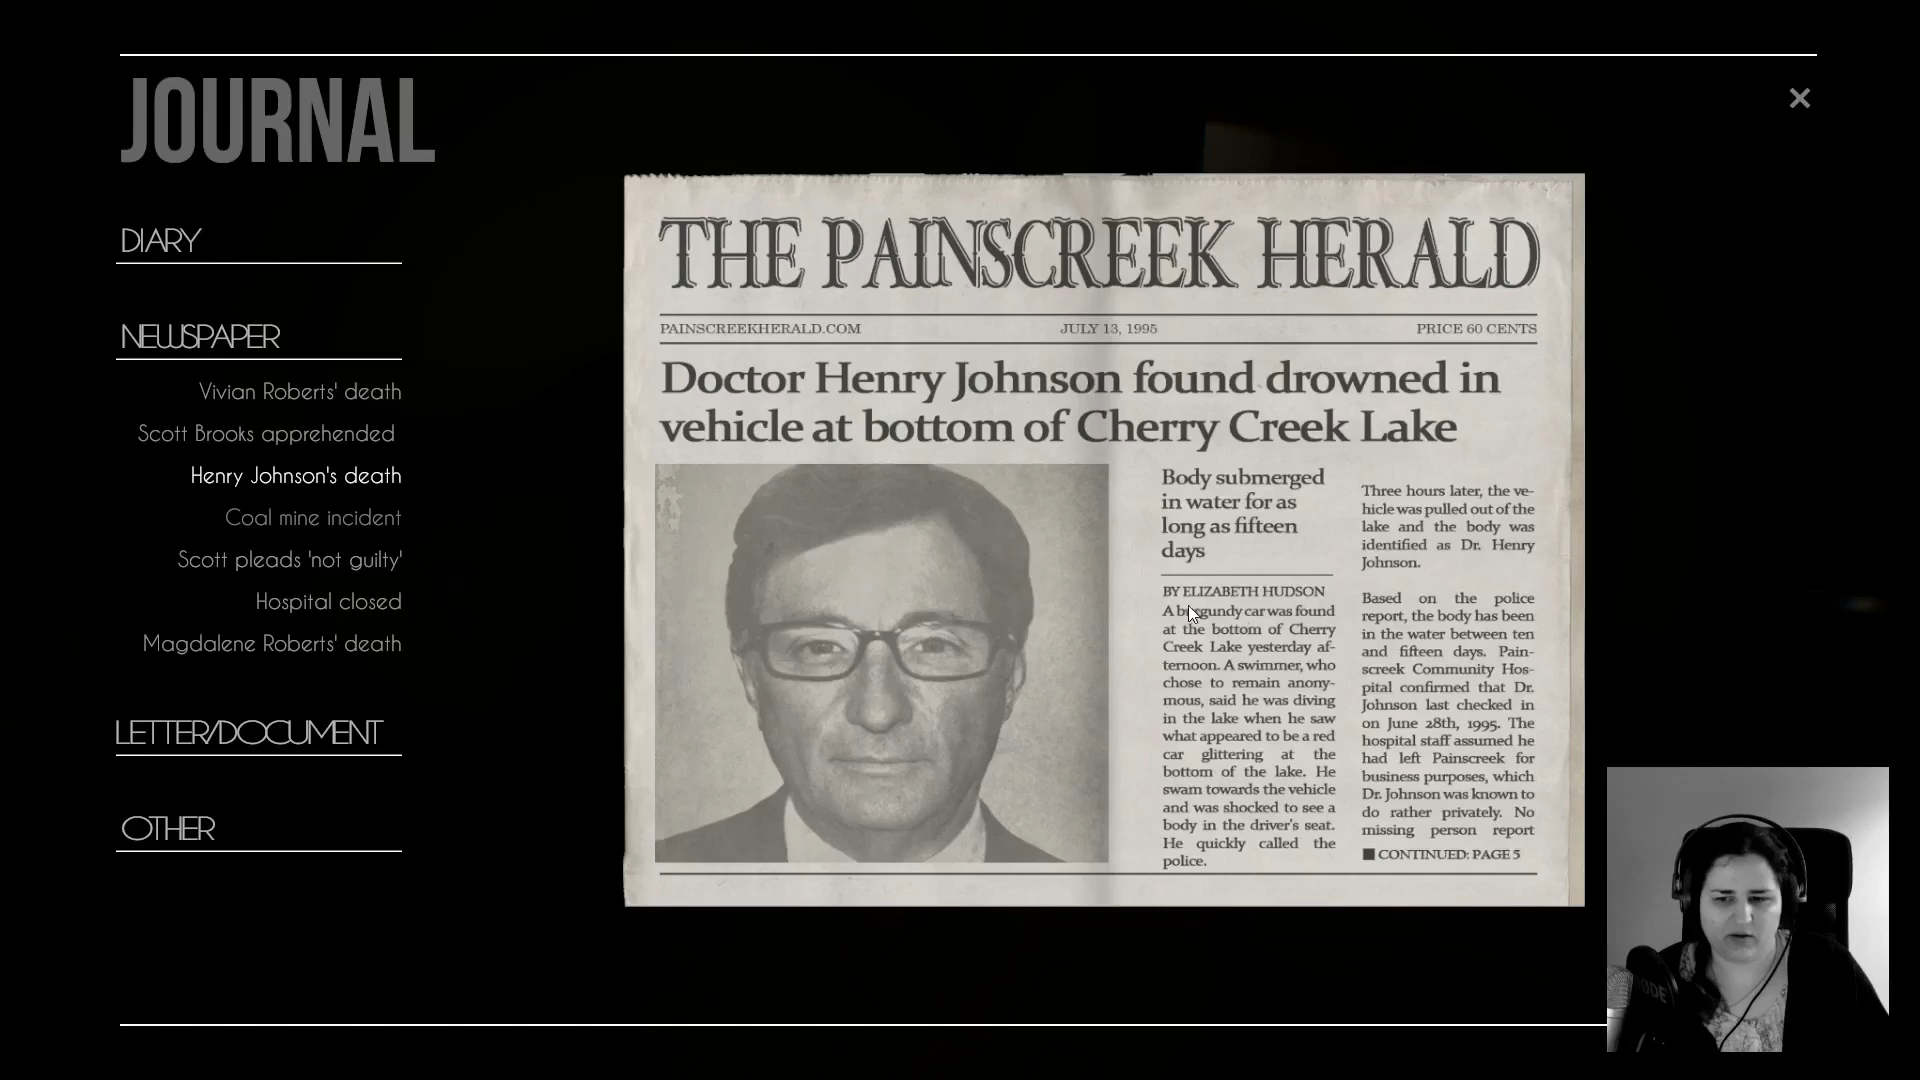 JOURNAL
DIARY
NEWSPAPER
Vivian Roberts' death
Scott Brooks apprehended
Henry Johnson's death
Coal mine incident
Scott pleads 'not guilty'
Hospital closed
Magdalene Roberts' death
LETTER/DOCUMENT
OTHER
THE PAINSCREEK HERALD
PAINSCREEKHERALD.COM JULY 13, 1995 PRICE 60 CENTS
Doctor Henry Johnson found drowned in
vehicle at bottom of Cherry Creek Lake
Body submerged
in water for as
long as fifteen
days
BY ELIZABETH HUDSON
A burgundy car was found
at the bottom of Cherry
Creek Lake yesterday af-
ternoon. A swimmer, who
chose to remain anony-
mous, said he was diving
in the lake when he saw
what appeared to be a red
car glittering at the
bottom of the lake. He
swam towards the vehicle
and was shocked to see a
body in the driver's seat.
He quickly called the
police.
Three hours later, the ve-
hicle was pulled out of the
lake and the body was
identified as Dr. Henry
Johnson.
Based on the police
report, the body has been
in the water between ten
and fifteen days. Pain-
screek Community Hos-
pital confirmed that Dr.
Johnson last checked in
on June 28th, 1995. The
hospital staff assumed he
had left Painscreek for
business purposes, which
Dr. Johnson was known to
do rather privately. No
missing person report
CONTINUED: PAGE 5